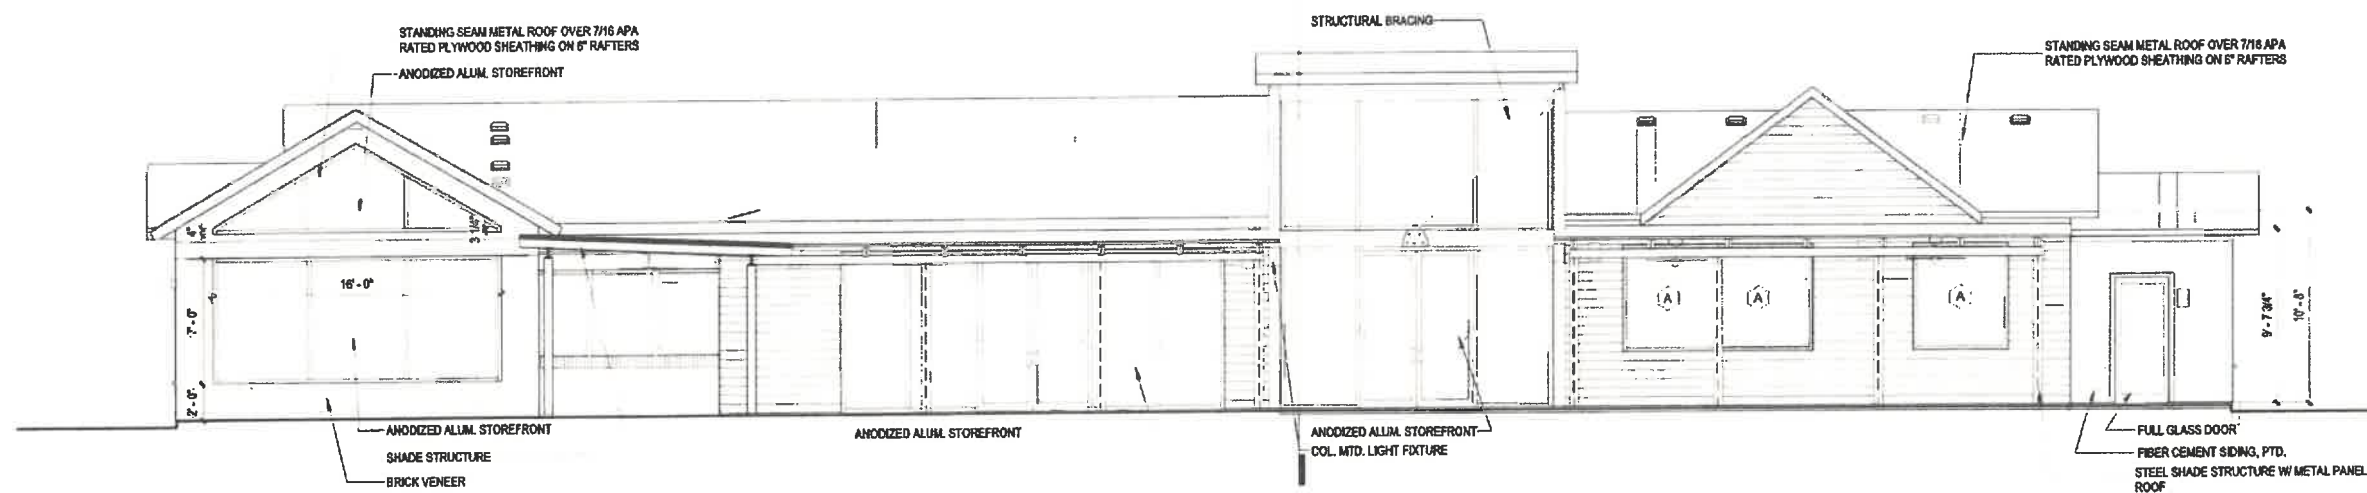 STRUCTURAL BRACING
STANDING SEAM METAL ROOF OVER 7/16 APA
RATED PLYWOOD SHEATHING ON 6" RAFTERS
ANODIZED ALUM. STOREFRONT
STANDING SEAM METAL ROOF OVER 7/16 APA
RATED PLYWOOD SHEATHING ON 6" RAFTERS
3 1/4"
16' - 0"
7' - 0"
2' - 0"
A
A
A
9' - 7 3/4"
10' - 8"
ANODIZED ALUM. STOREFRONT
SHADE STRUCTURE
BRICK VENEER
ANODIZED ALUM. STOREFRONT
ANODIZED ALUM. STOREFRONT
COL. MTD. LIGHT FIXTURE
FULL GLASS DOOR
FIBER CEMENT SIDING, PTD.
STEEL SHADE STRUCTURE W/ METAL PANEL
ROOF